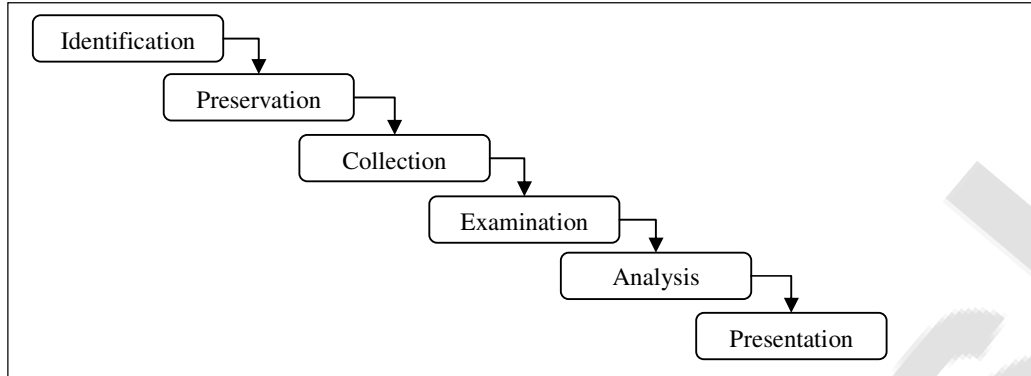 Identification
Preservation
Collection
Examination
Analysis
Presentation